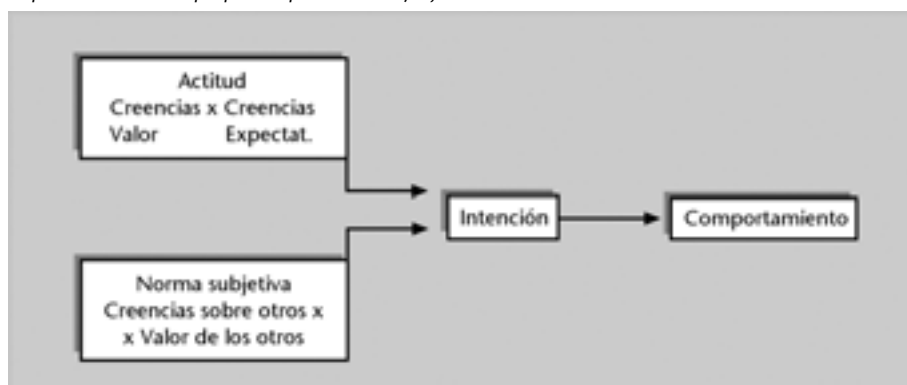 Actitud
Creencias x Creencias
Valor Expectat.
Intención
Comportamiento
Norma subjetiva
Creencias sobre otros x
x Valor de los otros